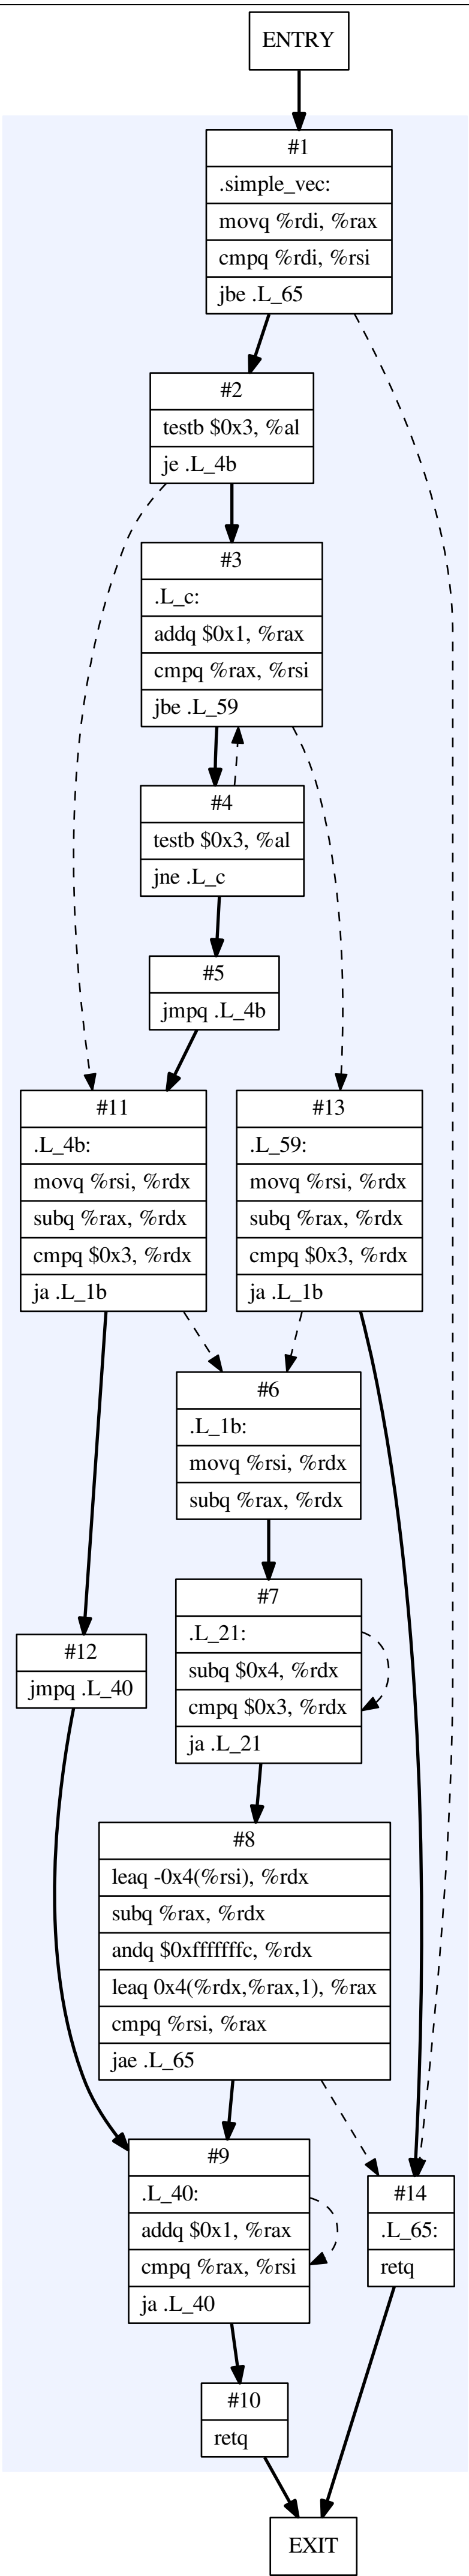 ENTRY
#1
.simple_vec:
movq %rdi, %rax
cmpq %rdi, %rsi
jbe .L_65
#2
testb $0x3, %al
je .L_4b
#3
.L_c:
addq $0x1, %rax
cmpq %rax, %rsi
jbe .L_59
#4
testb $0x3, %al
jne .L_c
#5
jmpq .L_4b
#11
.L_4b:
movq %rsi, %rdx
subq %rax, %rdx
cmpq $0x3, %rdx
ja .L_1b
#13
.L_59:
movq %rsi, %rdx
subq %rax, %rdx
cmpq $0x3, %rdx
ja .L_1b
#6
.L_1b:
movq %rsi, %rdx
subq %rax, %rdx
#7
.L_21:
subq $0x4, %rdx
cmpq $0x3, %rdx
ja .L_21
#12
jmpq .L_40
#8
leaq -0x4(%rsi), %rdx
subq %rax, %rdx
andq $0xfffffffc, %rdx
leaq 0x4(%rdx,%rax,1), %rax
cmpq %rsi, %rax
jae .L_65
#9
.L_40:
addq $0x1, %rax
cmpq %rax, %rsi
ja .L_40
#14
.L_65:
retq
#10
retq
EXIT